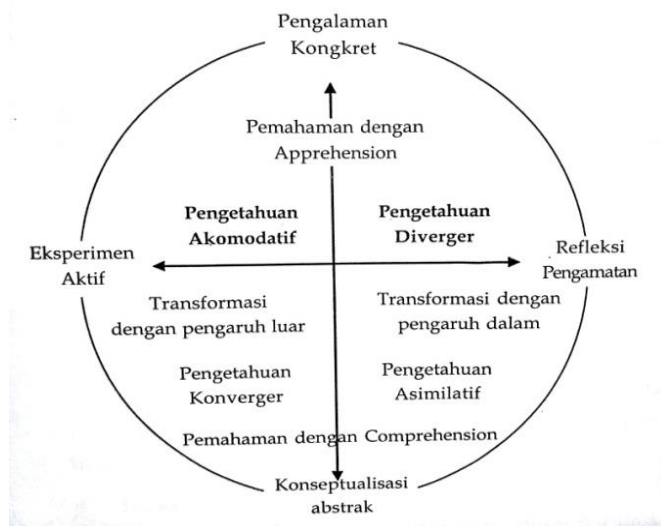 Pengalaman
Kongkret
Pemahaman dengan
Apprehension
Pengetahuan
Akomodatif
Pengetahuan
Diverger
Eksperimen
Aktif
Refleksi
Pengamatan
Transformasi
dengan pengaruh luar
Transformasi dengan
pengaruh dalam
Pengetahuan
Konverger
Pengetahuan
Asimilatif
Pemahaman dengan Comprehension
Konseptualisasi
abstrak